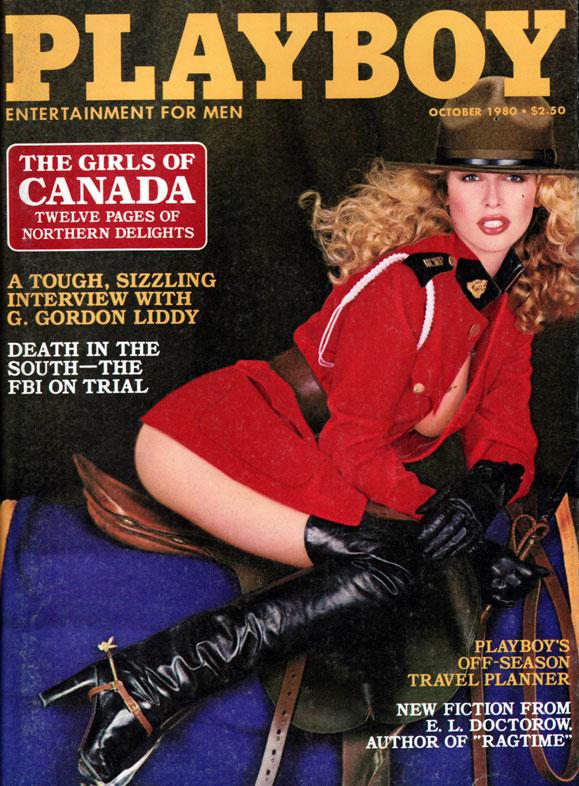 PLAYBOY
ENTERTAINMENT FOR MEN
OCTOBER 1980 • $2.50
THE GIRLS OF
CANADA
TWELVE PAGES OF
NORTHERN DELIGHTS
A TOUGH, SIZZLING
INTERVIEW WITH
G. GORDON LIDDY
DEATH IN THE
SOUTH—THE
FBI ON TRIAL
RCMP
PLAYBOY'S
OFF-SEASON
TRAVEL PLANNER
NEW FICTION FROM
E. L. DOCTOROW,
AUTHOR OF "RAGTIME"